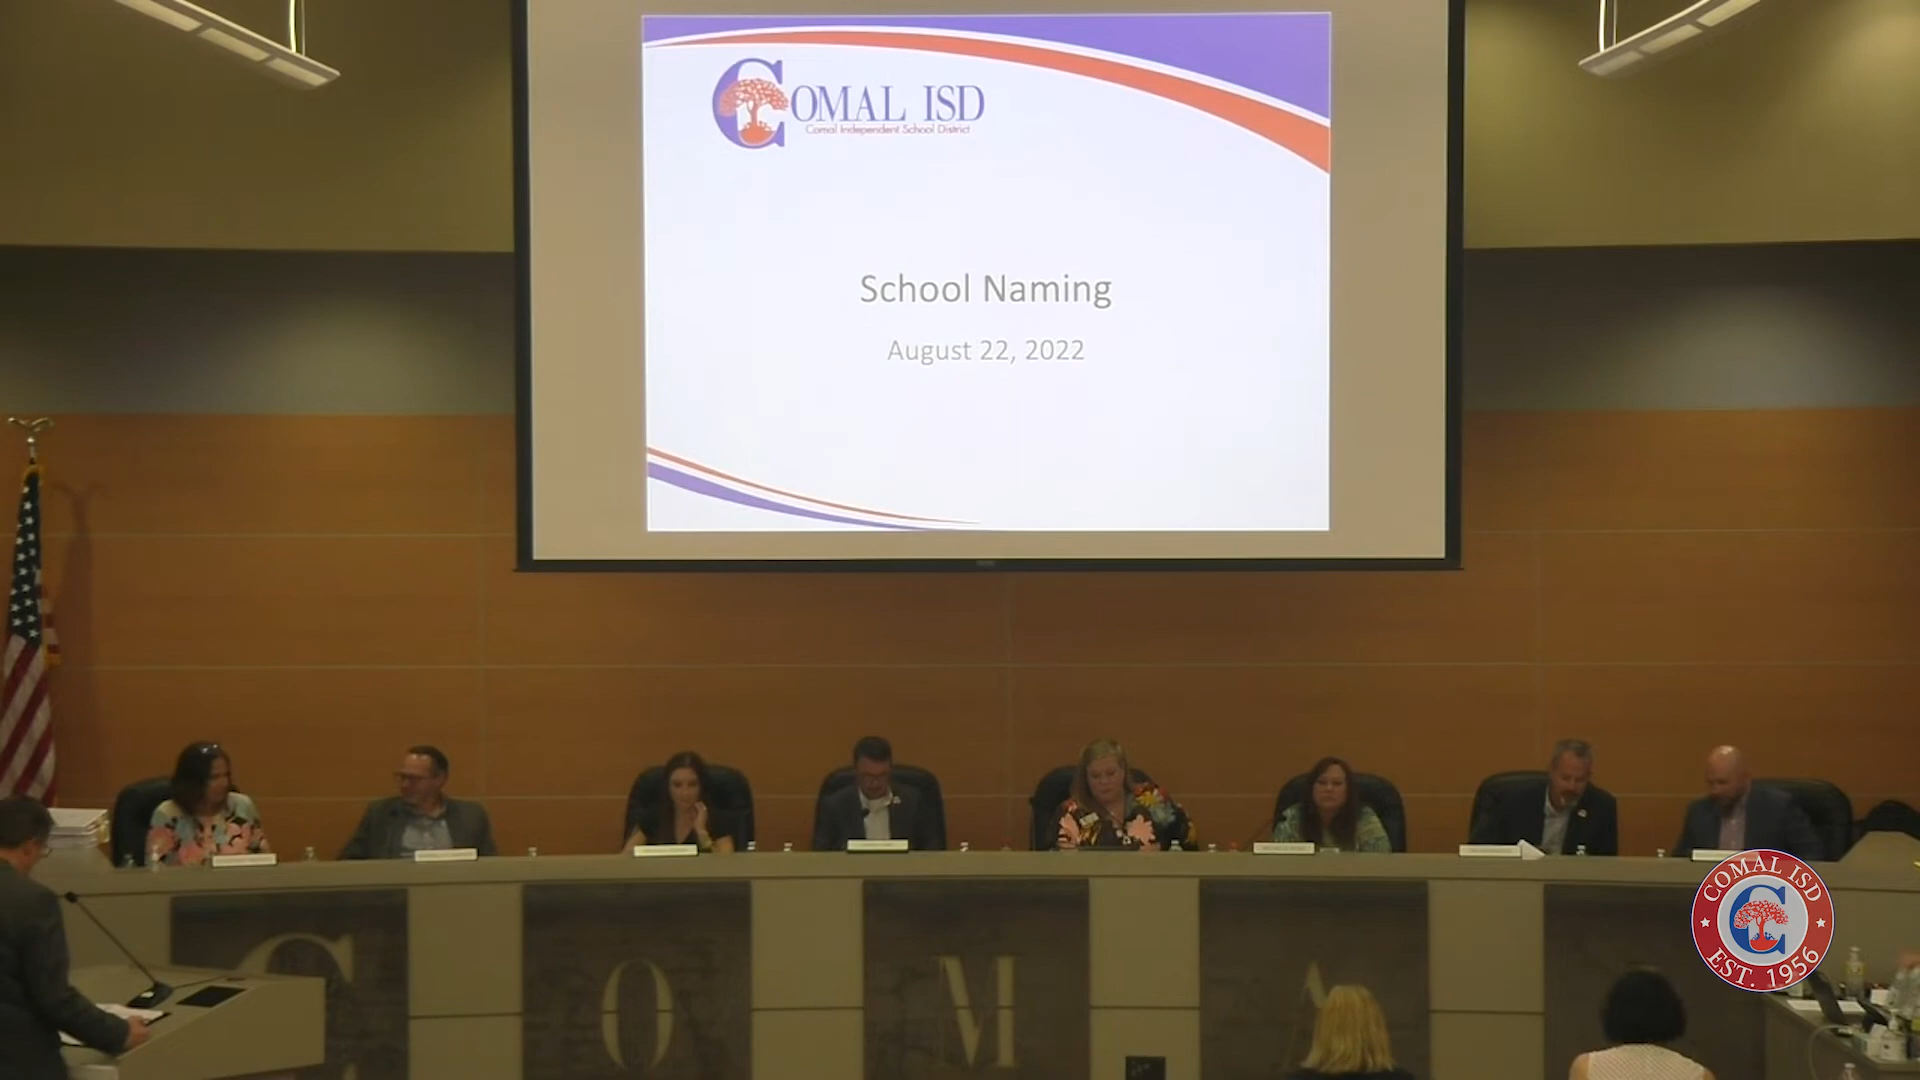 COMAL ISD
Comal Independent School District
School Naming
August 22, 2022
C O M A
COMAL ISD
C
EST. 1956